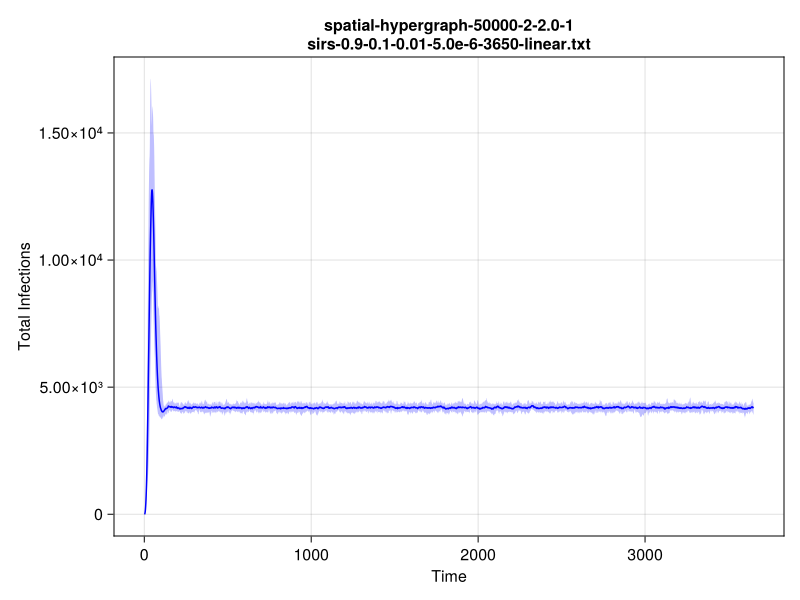 spatial-hypergraph-50000-2-2.0-1
sirs-0.9-0.1-0.01-5.0e-6-3650-linear.txt
Total Infections
1.50×10⁴
1.00×10⁴
5.00×10³
0
0
1000
2000
3000
Time